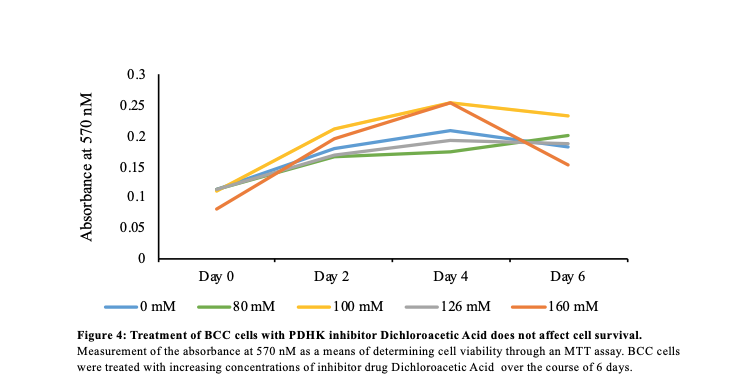 0.3
0.25
0.2
0.15
0.1
0.05
0
Absorbance at 570 nM
Day 0 Day 2 Day 4 Day 6
0 mM 80 mM 100 mM 126 mM 160 mM
Figure 4: Treatment of BCC cells with PDHK inhibitor Dichloroacetic Acid does not affect cell survival.
Measurement of the absorbance at 570 nM as a means of determining cell viability through an MTT assay. BCC cells
were treated with increasing concentrations of inhibitor drug Dichloroacetic Acid over the course of 6 days.